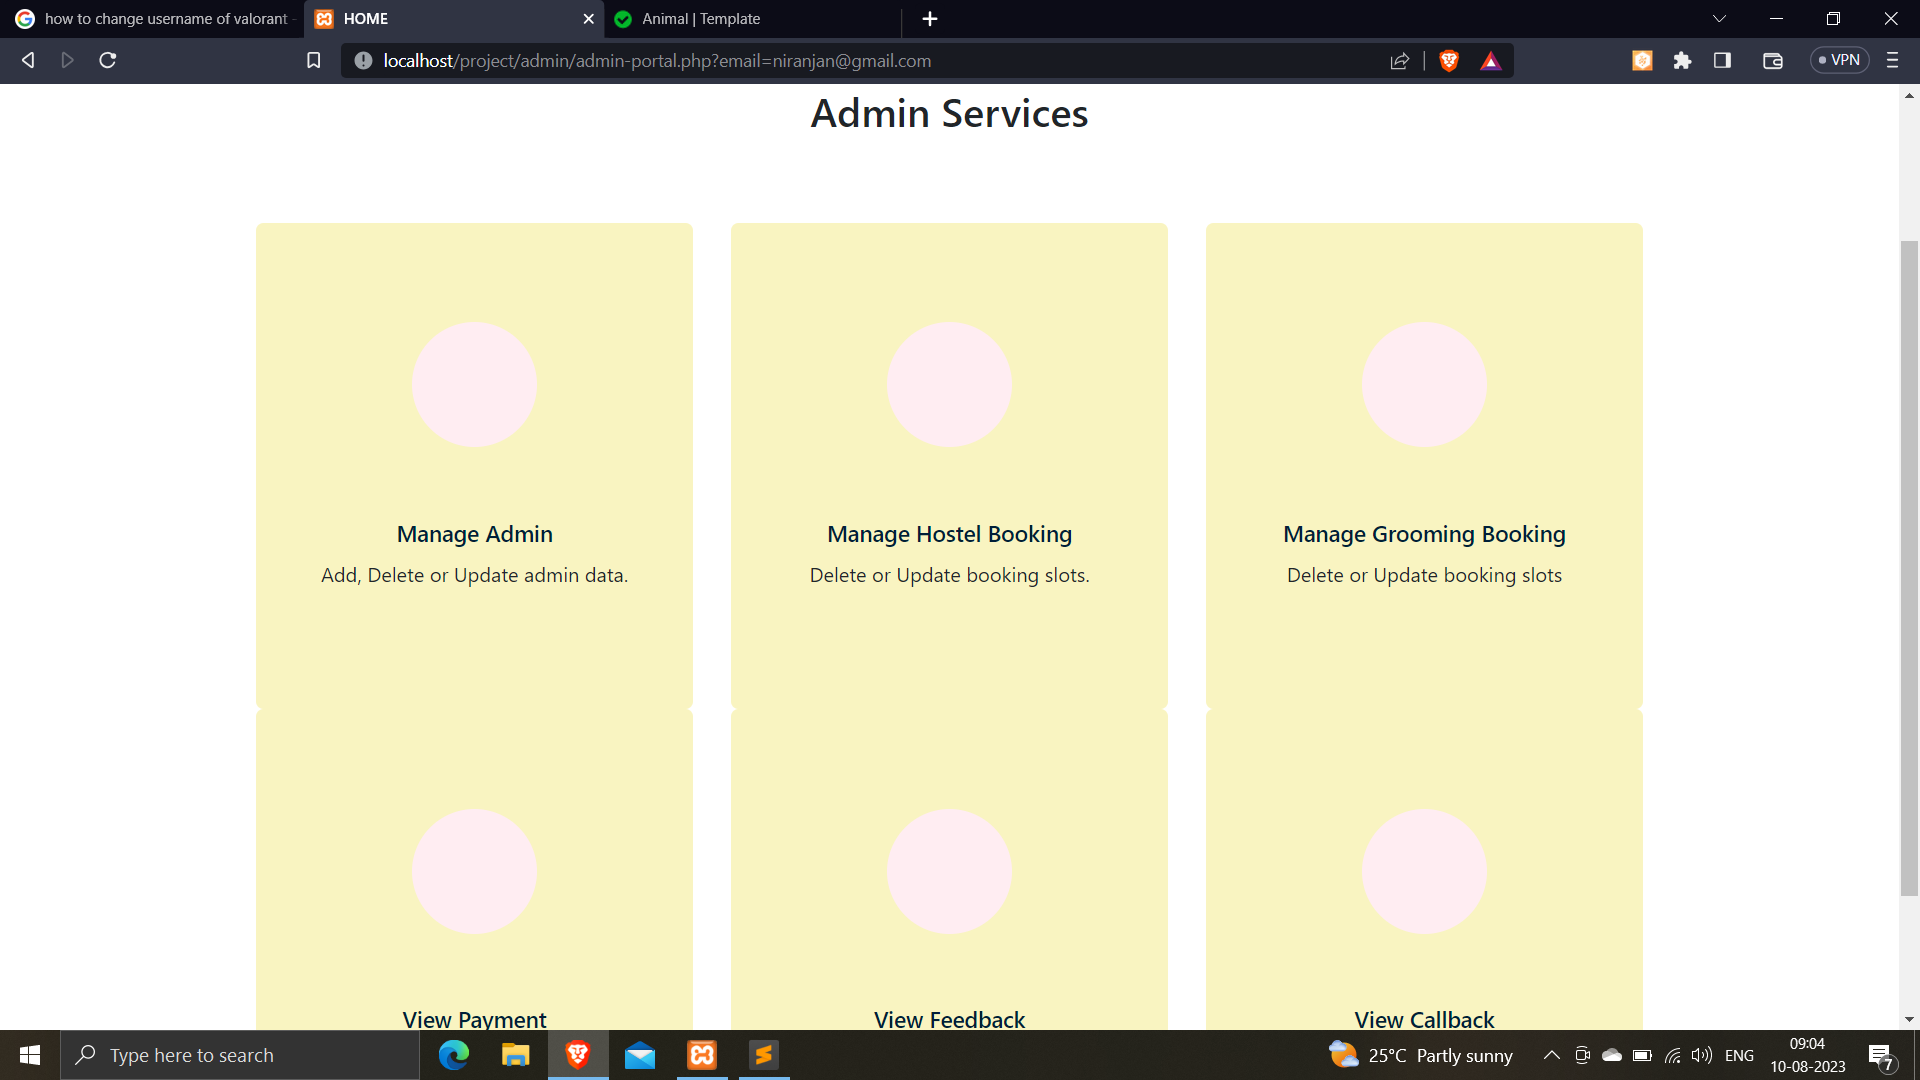 how to change username of valorant
HOME
Animal | Template
localhost/project/admin/admin-portal.php?email=niranjan@gmail.com
VPN
Admin Services
Manage Admin
Add, Delete or Update admin data.
Manage Hostel Booking
Delete or Update booking slots.
Manage Grooming Booking
Delete or Update booking slots
View Payment
View Feedback
View Callback
Type here to search
25°C Partly sunny
ENG
09:04
10-08-2023
7